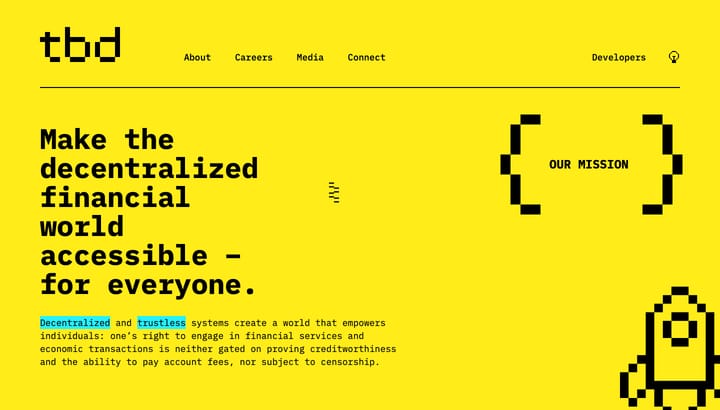 tbd
About Careers Media Connect Developers
Make the
decentralized
financial
world
accessible –
for everyone.
OUR MISSION
Decentralized and trustless systems create a world that empowers
individuals: one’s right to engage in financial services and
economic transactions is neither gated on proving creditworthiness
and the ability to pay account fees, nor subject to censorship.